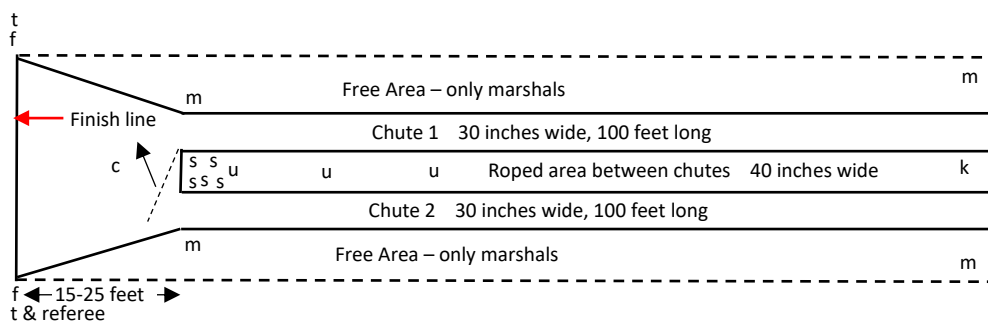 t
f
m
m
Free Area – only marshals
Finish line
Chute 1 30 inches wide, 100 feet long
c
s s
s s s
u
u
u
Roped area between chutes 40 inches wide
k
Chute 2 30 inches wide, 100 feet long
m
Free Area – only marshals
m
f
15-25 feet
t & referee